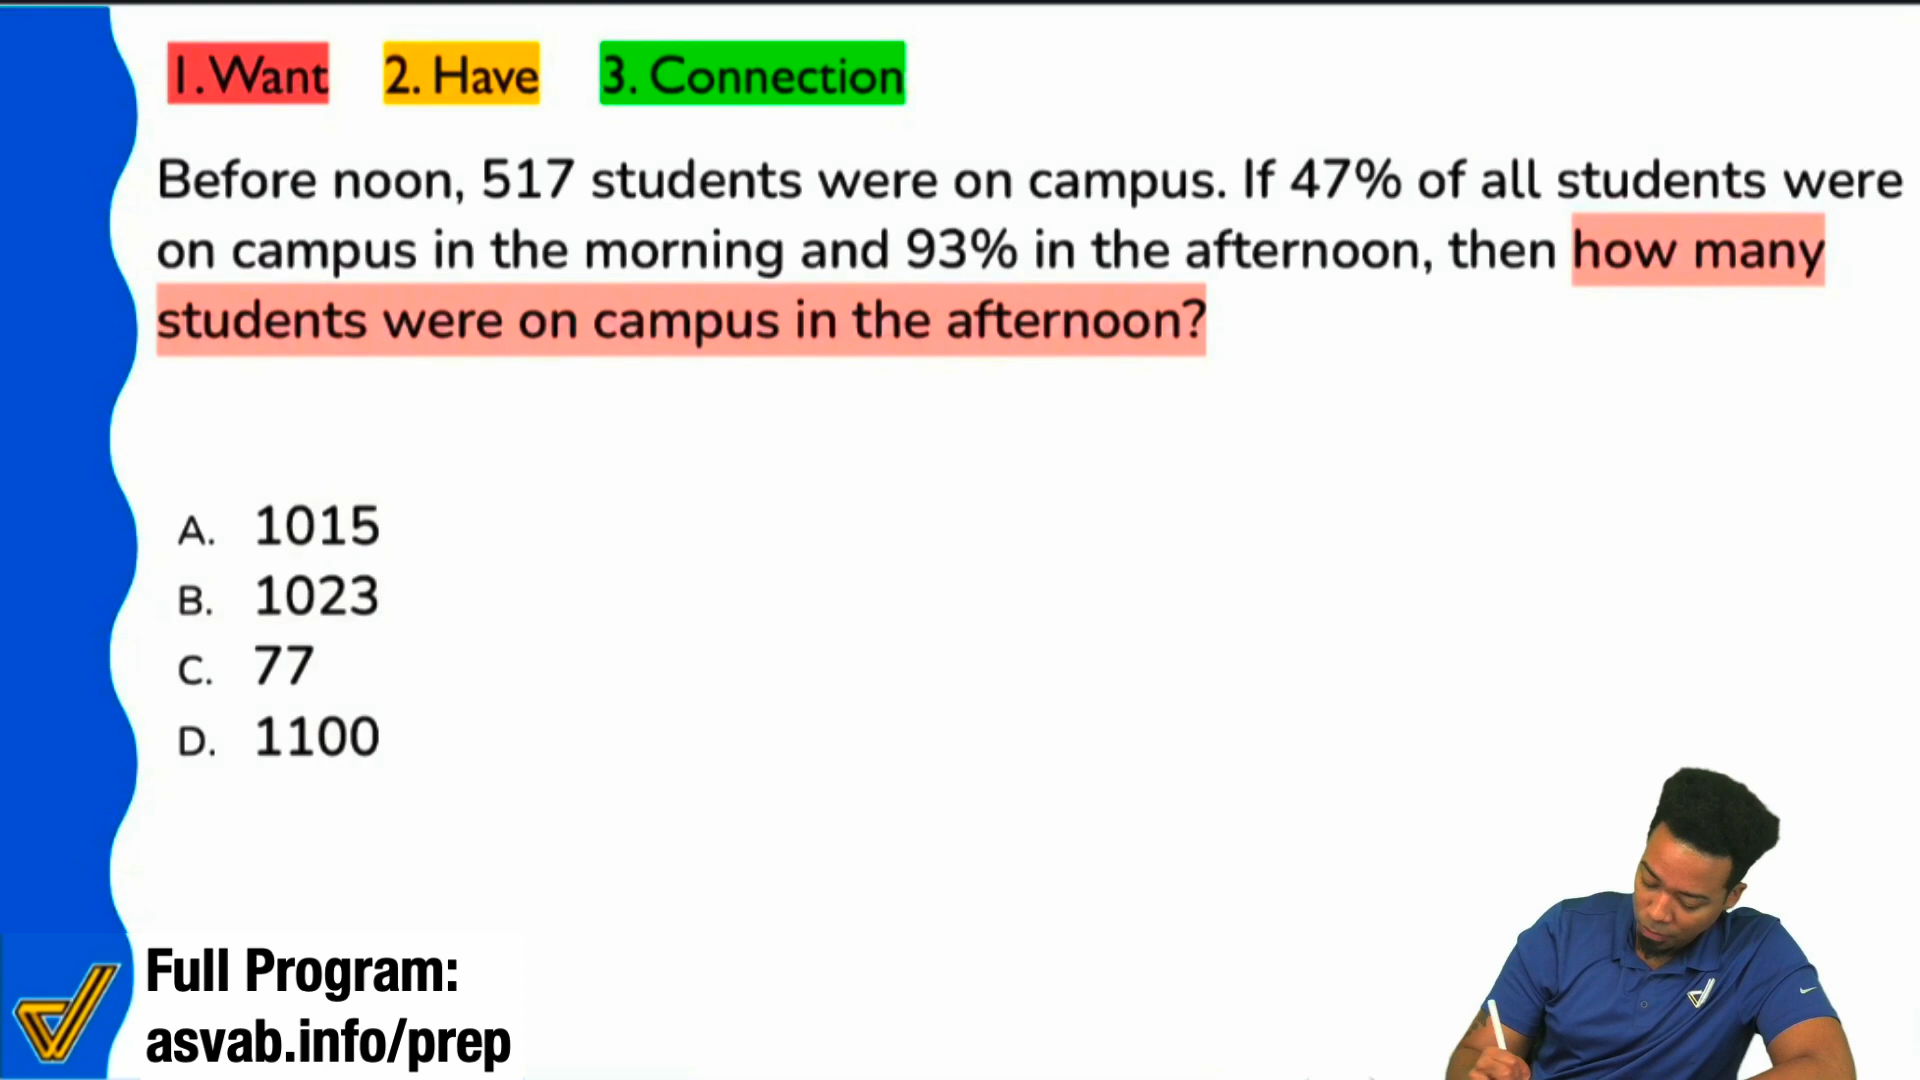 1. Want 2. Have 3. Connection
Before noon, 517 students were on campus. If 47% of all students were
on campus in the morning and 93% in the afternoon, then how many
students were on campus in the afternoon?
A. 1015
B. 1023
C. 77
D. 1100
Full Program:
asvab.info/prep